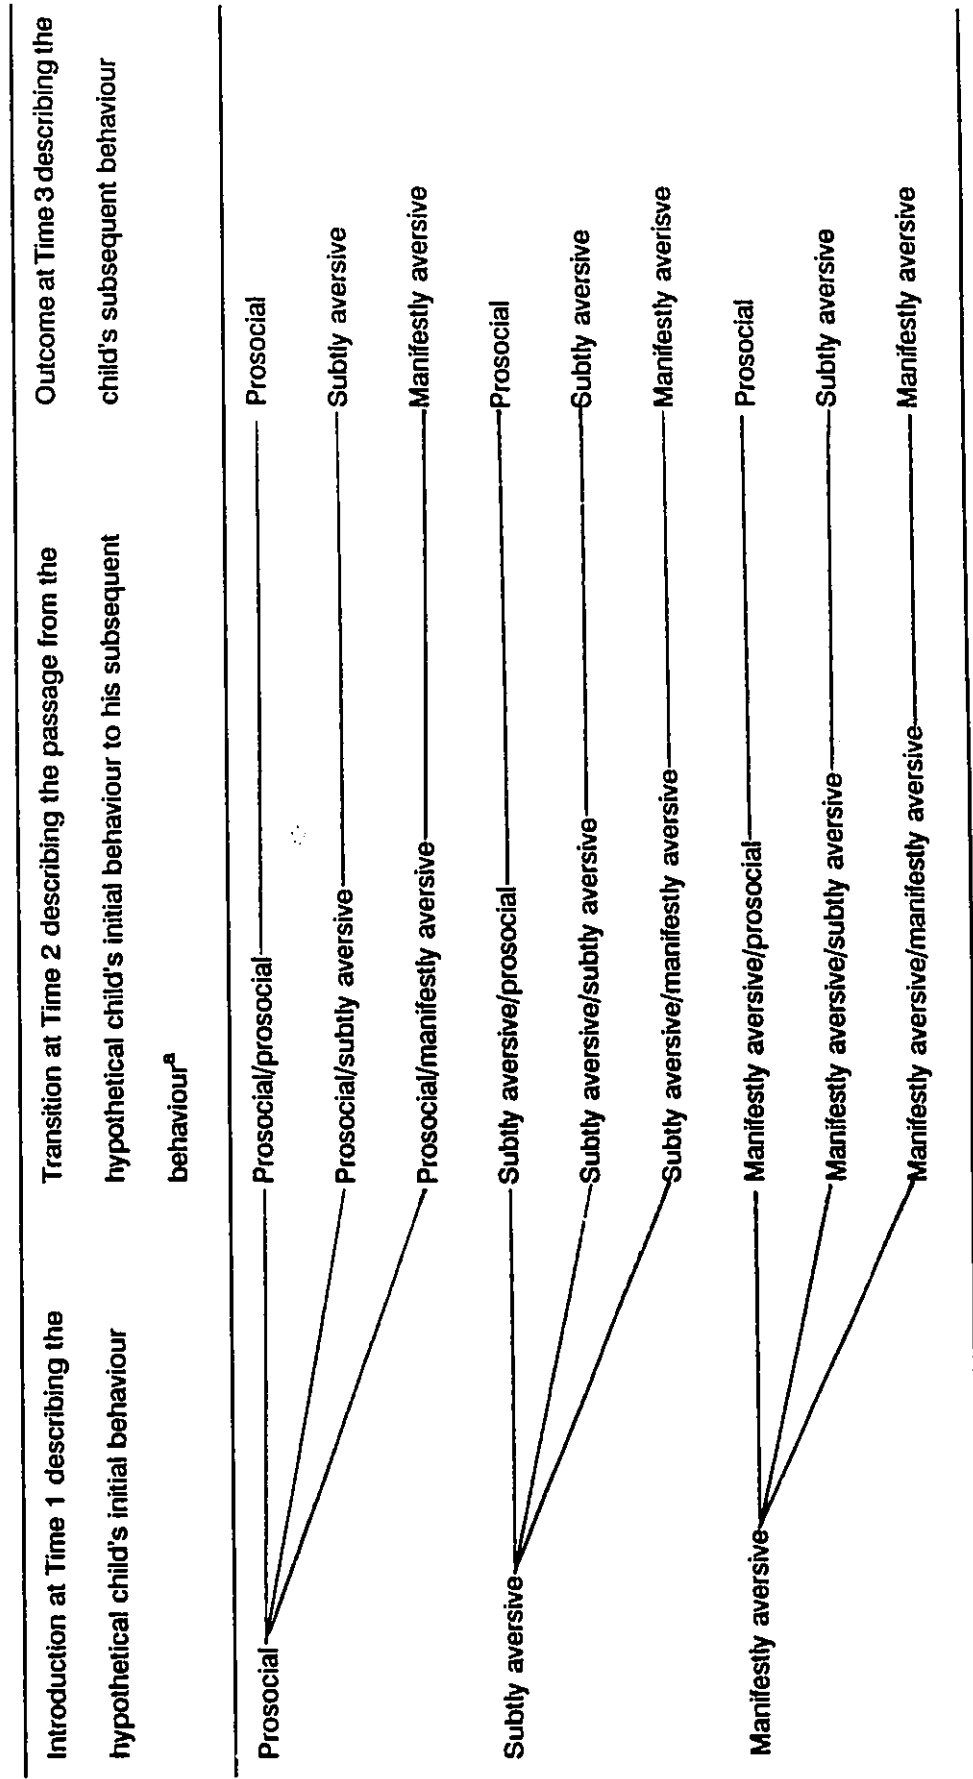 Introduction at Time 1 describing the
hypothetical child's initial behaviour
Transition at Time 2 describing the passage from the
hypothetical child's initial behaviour to his subsequent
behaviourª
Outcome at Time 3 describing the
child's subsequent behaviour
Prosocial
Prosocial/prosocial
Prosocial
Prosocial/subtly aversive
Subtly aversive
Prosocial/manifestly aversive
Manifestly aversive
Subtly aversive
Subtly aversive/prosocial
Prosocial
Subtly aversive/subtly aversive
Subtly aversive
Subtly aversive/manifestly aversive
Manifestly averisve
Manifestly aversive
Manifestly aversive/prosocial
Prosocial
Manifestly aversive/subtly aversive
Subtly aversive
Manifestly aversive/manifestly aversive
Manifestly aversive